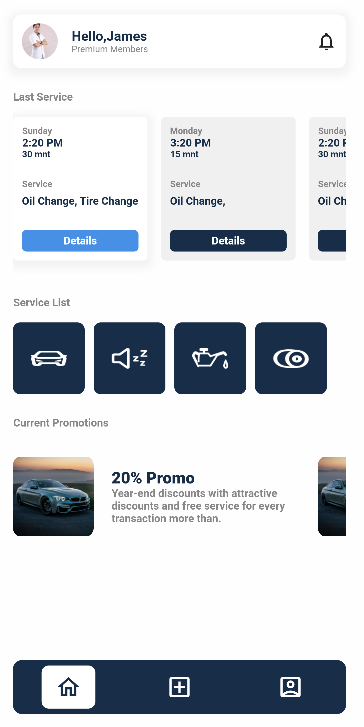 Hello,James
Premium Members
Last Service
Sunday
2:20 PM
30 mnt
Service
Oil Change, Tire Change
Details
Monday
3:20 PM
15 mnt
Service
Oil Change,
Details
Sunday
2:20 P
30 mnt
Service
Oil Ch
Service List
zzZ
Current Promotions
20% Promo
Year-end discounts with attractive
discounts and free service for every
transaction more than.